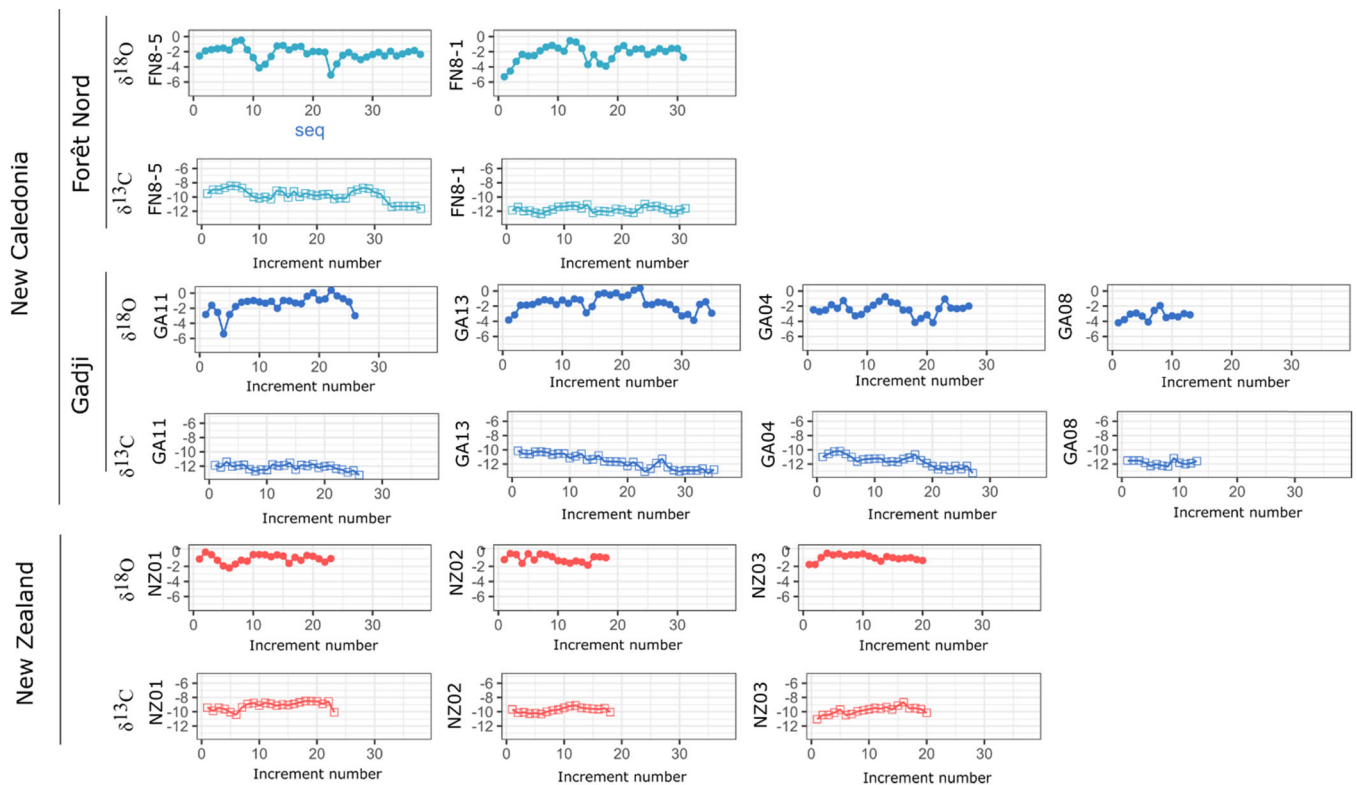 New Caledonia
Forêt Nord
δ18O
FN8-5
0
-2
-4
-6
0 10 20 30
seq
FN8-1
0
-2
-4
-6
0 10 20 30
δ13C
FN8-5
-6
-8
-10
-12
0 10 20 30
Increment number
FN8-1
-6
-8
-10
-12
0 10 20 30
Increment number
Gadji
δ18O
GA11
0
-2
-4
-6
0 10 20 30
Increment number
GA13
0
-2
-4
-6
0 10 20 30
Increment number
GA04
0
-2
-4
-6
0 10 20 30
Increment number
GA08
0
-2
-4
-6
0 10 20 30
Increment number
δ13C
GA11
-6
-8
-10
-12
0 10 20 30
Increment number
GA13
-6
-8
-10
-12
0 10 20 30
Increment number
GA04
-6
-8
-10
-12
0 10 20 30
Increment number
GA08
-6
-8
-10
-12
0 10 20 30
Increment number
New Zealand
δ18O
NZ01
0
-2
-4
-6
0 10 20 30
Increment number
NZ02
0
-2
-4
-6
0 10 20 30
Increment number
NZ03
0
-2
-4
-6
0 10 20 30
Increment number
δ13C
NZ01
-6
-8
-10
-12
0 10 20 30
Increment number
NZ02
-6
-8
-10
-12
0 10 20 30
Increment number
NZ03
-6
-8
-10
-12
0 10 20 30
Increment number